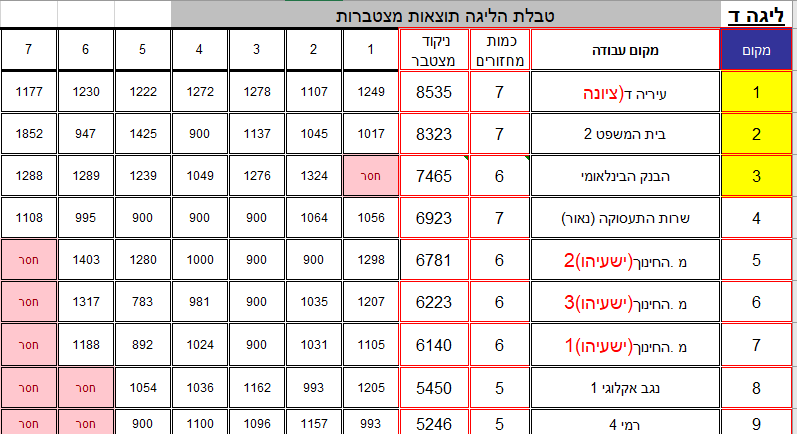 ליגה ד טבלת הליגה תוצאות מצטברות
מקום מקום עבודה כמות מחזורים ניקוד מצטבר 1 2 3 4 5 6 7
1 עיריה ד(ציונה 7 8535 1249 1107 1278 1272 1222 1230 1177
2 בית המשפט 2 7 8323 1017 1045 1137 900 1425 947 1852
3 הבנק הבינלאומי 6 7465 חסר 1324 1276 1049 1239 1289 1288
4 שרות התעסוקה (נאור) 7 6923 1056 1064 900 900 900 995 1108
5 מ .החינוך(ישעיהו)2 6 6781 1298 900 900 1000 1280 1403 חסר
6 מ .החינוך(ישעיהו)3 6 6223 1207 1035 900 981 783 1317 חסר
7 מ .החינוך(ישעיהו)1 6 6140 1105 1031 900 1024 892 1188 חסר
8 נגב אקלוגי 1 5 5450 1205 993 1162 1036 1054 חסר חסר
9 רמי 4 5 5246 993 1157 1096 1100 900 חסר חסר